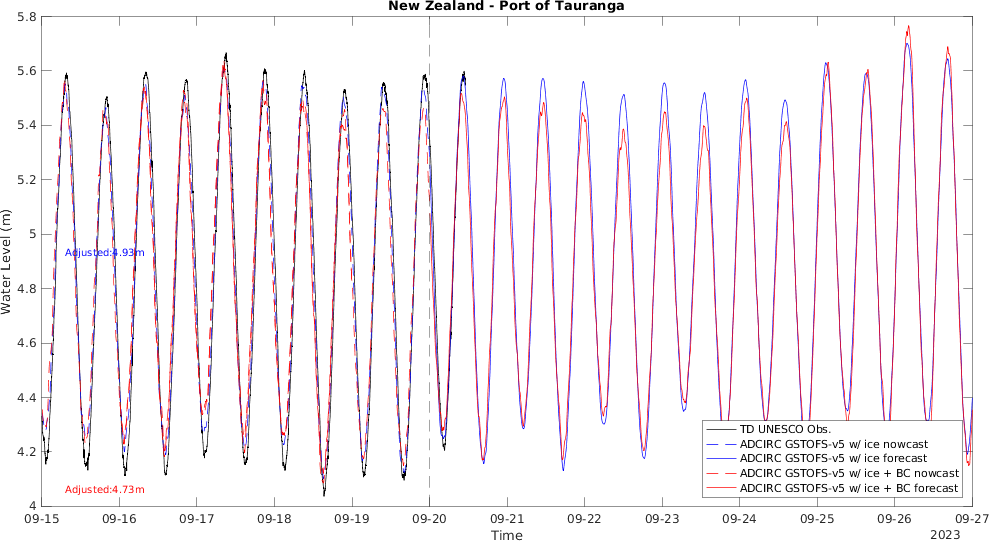 New Zealand - Port of Tauranga
5.8
5.6
5.4
5.2
5
4.8
4.6
4.4
4.2
4
Water Level (m)
Adjusted:4.93m
Adjusted:4.73m
TD UNESCO Obs.
ADCIRC GSTOFS-v5 w/ ice nowcast
ADCIRC GSTOFS-v5 w/ ice forecast
ADCIRC GSTOFS-v5 w/ ice + BC nowcast
ADCIRC GSTOFS-v5 w/ ice + BC forecast
09-15 09-16 09-17 09-18 09-19 09-20 09-21 09-22 09-23 09-24 09-25 09-26 09-27
Time
2023